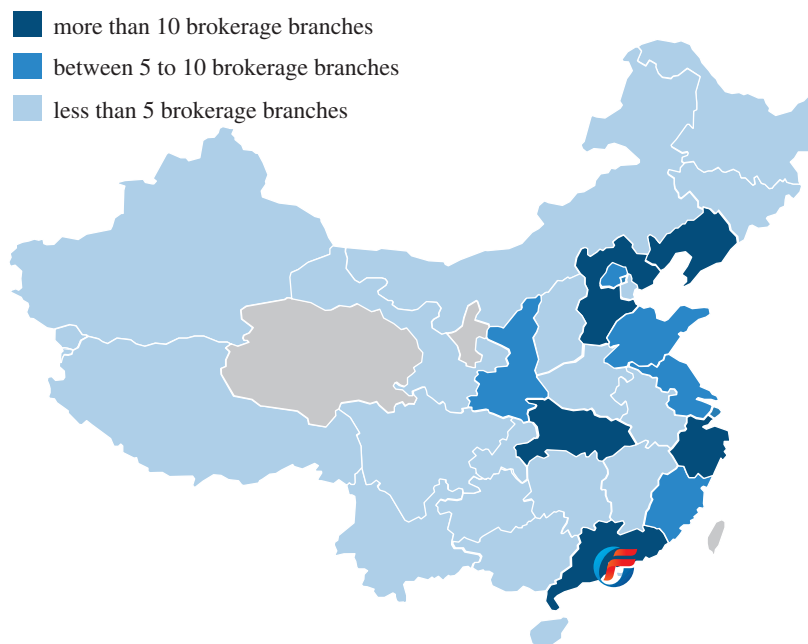 more than 10 brokerage branches
between 5 to 10 brokerage branches
less than 5 brokerage branches